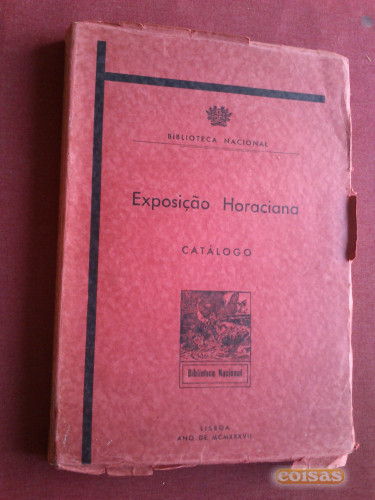 BIBLIOTECA NACIONAL
Exposição Horaciana
CATÁLOGO
Biblioteca Nacional
LISBOA
ANO DE MCMXXXVII
coisas